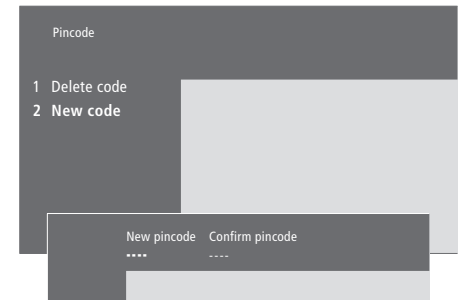 Pincode
1 Delete code
2 New code
New pincode Confirm pincode
---- ----